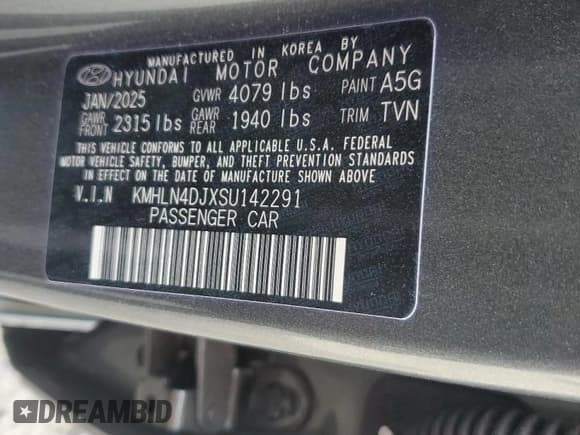 MANUFACTURED IN KOREA BY
HYUNDAI MOTOR COMPANY
JAN/2025 GVWR 4079 lbs PAINT A5G
GAWR FRONT 2315 lbs GAWR REAR 1940 lbs TRIM TVN
THIS VEHICLE CONFORMS TO ALL APPLICABLE U.S.A. FEDERAL
MOTOR VEHICLE SAFETY, BUMPER, AND THEFT PREVENTION STANDARDS
IN EFFECT ON THE DATE OF MANUFACTURE SHOWN ABOVE
V.I.N KMHLN4DJXSU142291
PASSENGER CAR
DREAMBID